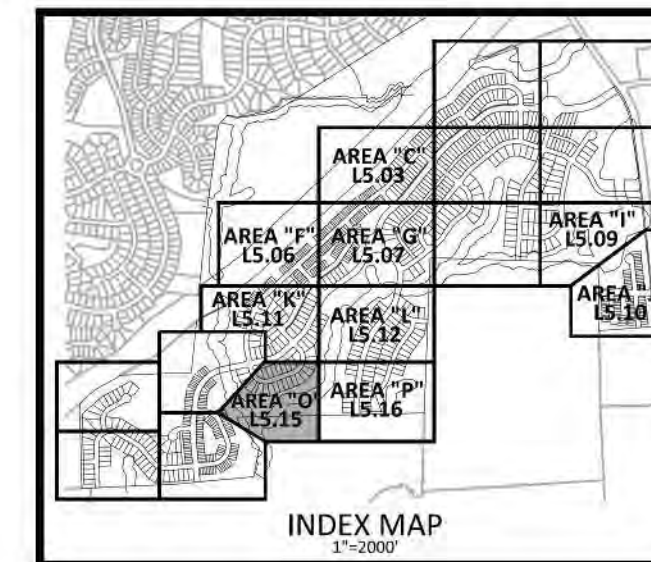 AREA "C"
L5.03
AREA "F"
L5.06
AREA "G"
L5.07
AREA "I"
L5.09
AREA
L5.10
AREA "K"
L5.11
AREA "L"
L5.12
AREA "O"
L5.15
AREA "P"
L5.16
INDEX MAP
1"=2000'